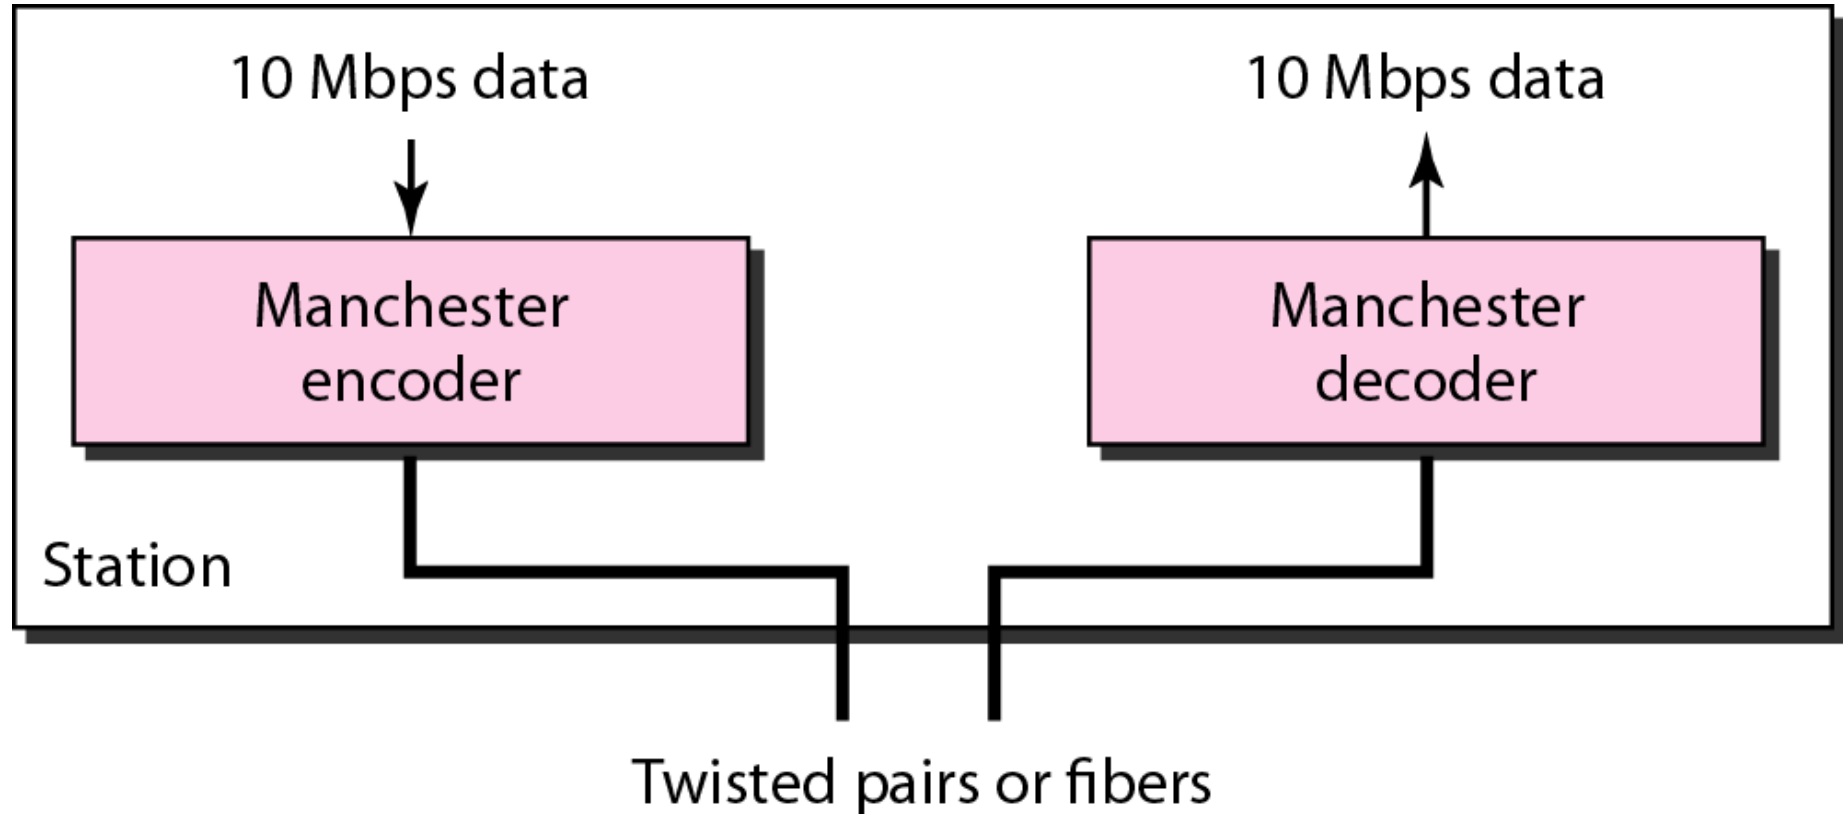 10 Mbps data
10 Mbps data
Manchester
encoder
Manchester
decoder
Station
Twisted pairs or fibers